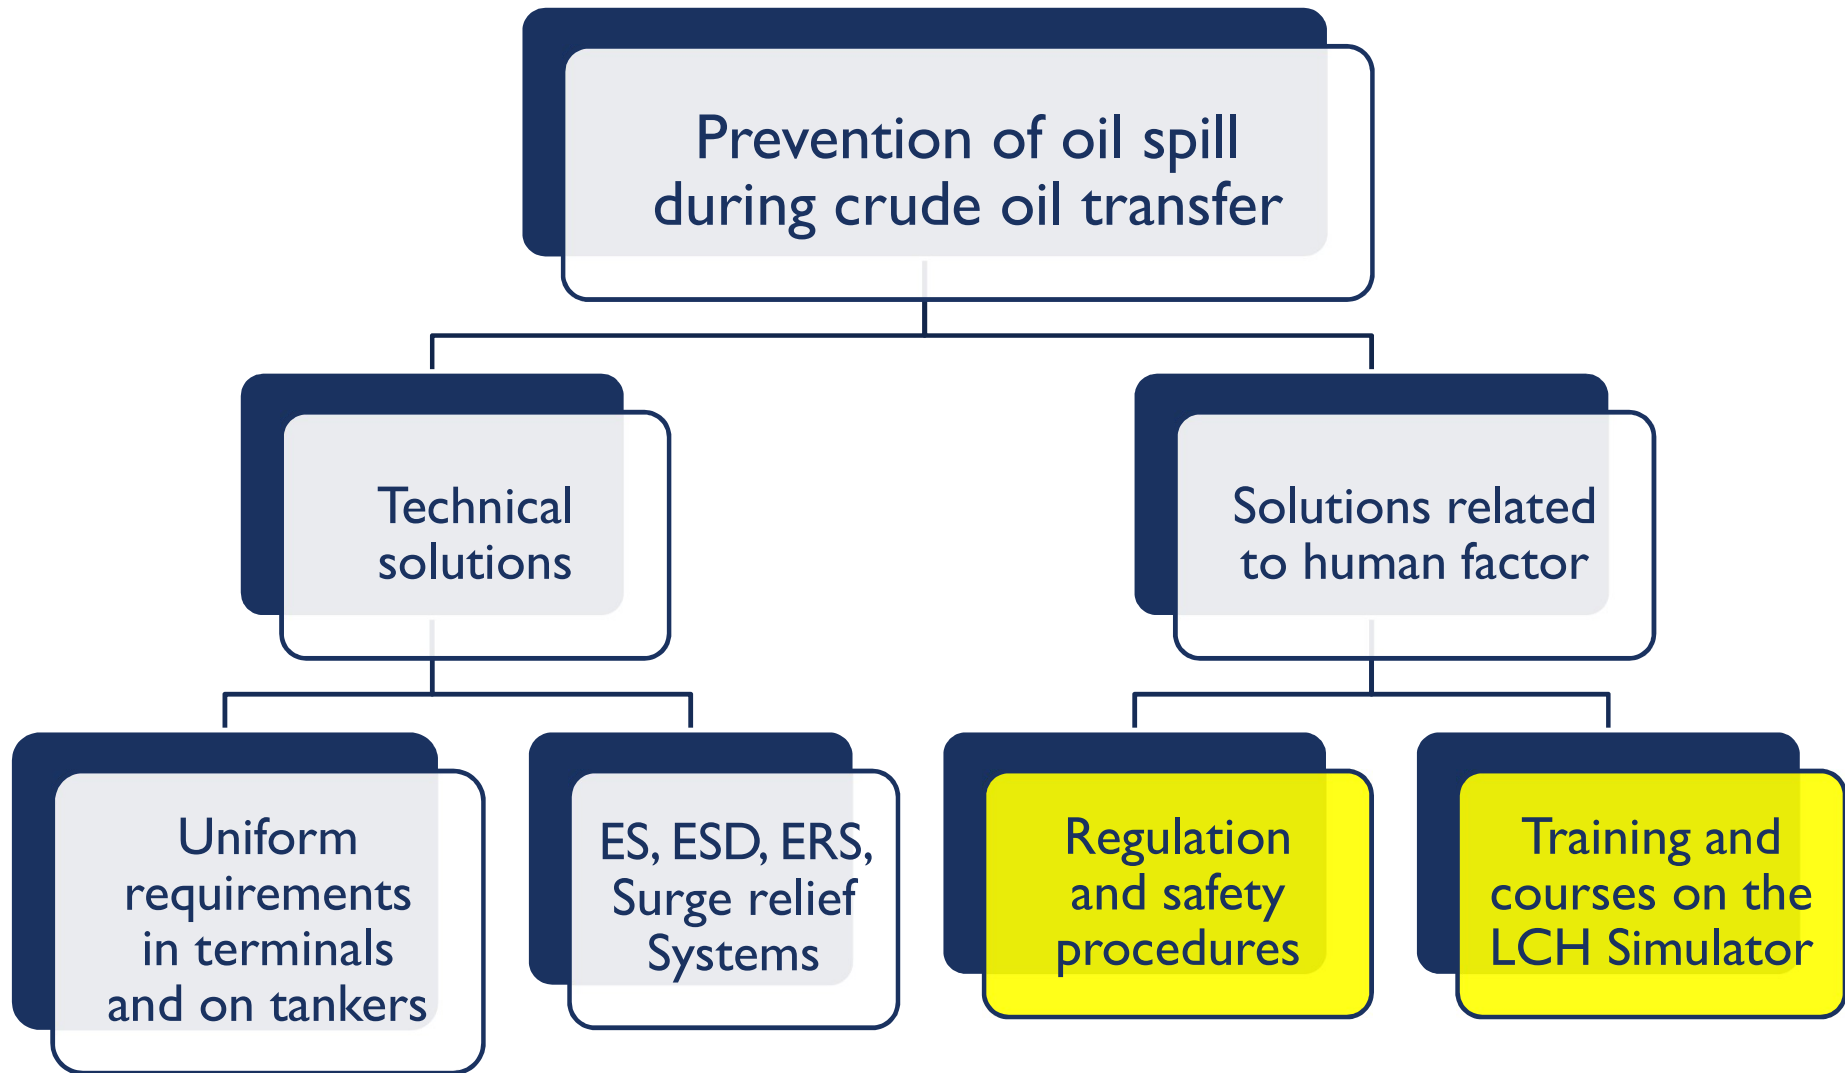 Prevention of oil spill
during crude oil transfer
Technical
solutions
Solutions related
to human factor
Uniform
requirements
in terminals
and on tankers
ES, ESD, ERS,
Surge relief
Systems
Regulation
and safety
procedures
Training and
courses on the
LCH Simulator